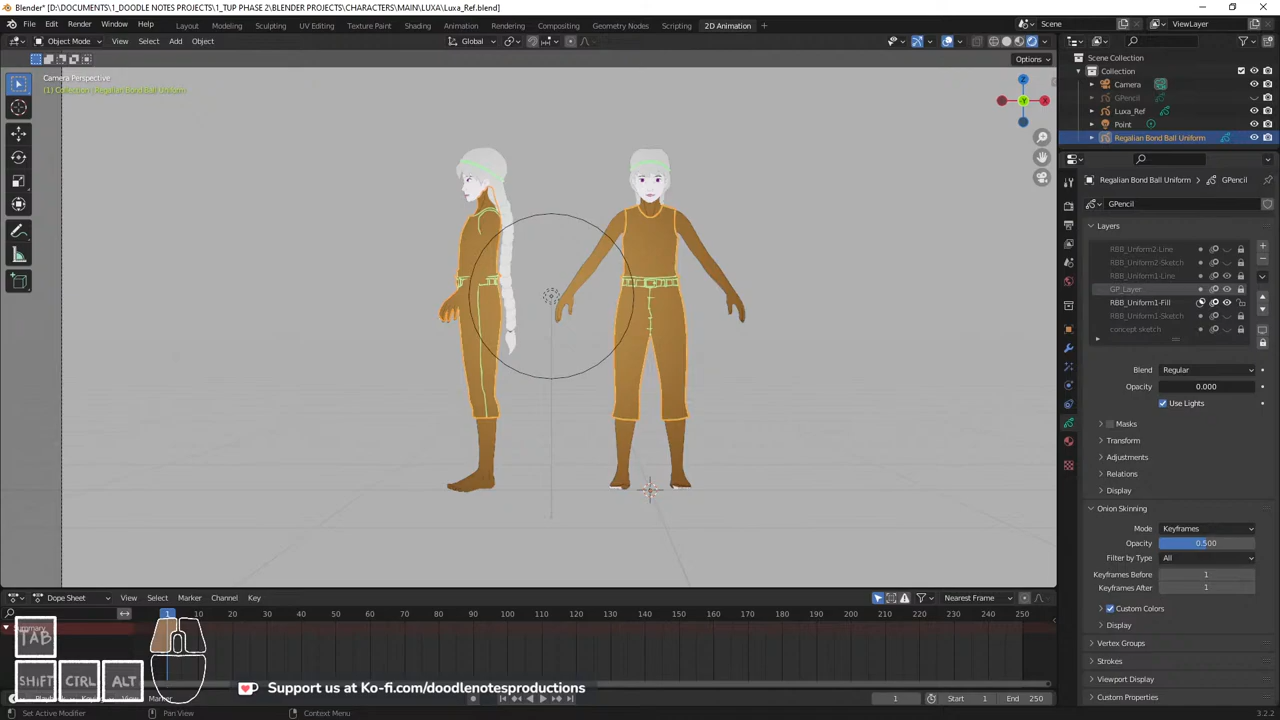 Blender* [D:\DOCUMENTS\1_DOODLE NOTES PROJECTS\1_TUP PHASE 2\BLENDER PROJECTS\CHARACTERS\MAIN\LUXA\Luxa_Ref.blend]
File Edit Render Window Help Layout Modeling Sculpting UV Editing Texture Paint Shading Animation Rendering Compositing Geometry Nodes Scripting 2D Animation Scene ViewLayer
Object Mode View Select Add Object Global
Options
Camera Perspective
(1) Collection | Regalian Bond Ball Uniform
X
Y
Z
Scene Collection
Collection
Camera
GPencil
Luxa_Ref
Point
Regalian Bond Ball Uniform
Regalian Bond Ball Uniform GPencil
GPencil
Layers
RBB_Uniform2-Line
RBB_Uniform2-Sketch
RBB_Uniform1-Line
GP_Layer
RBB_Uniform1-Fill
RBB_Uniform1-Sketch
concept sketch
Blend Regular
Opacity 0.000
Use Lights
Masks
Transform
Adjustments
Relations
Display
Onion Skinning
Mode Keyframes
Opacity 0.500
Filter by Type All
Keyframes Before 1
Keyframes After 1
Custom Colors
Display
Vertex Groups
Strokes
Viewport Display
Custom Properties
Dope Sheet View Select Marker Channel Key Nearest Frame
1 10 20 30 40 50 60 70 80 90 100 110 120 130 140 150 160 170 180 190 200 210 220 230 240 250
Summary
TAB
SHIFT CTRL ALT
Support us at Ko-fi.com/doodlenotesproductions
Marker
1 Start 1 End 250
Set Active Modifier Pan View Context Menu 3.2.2